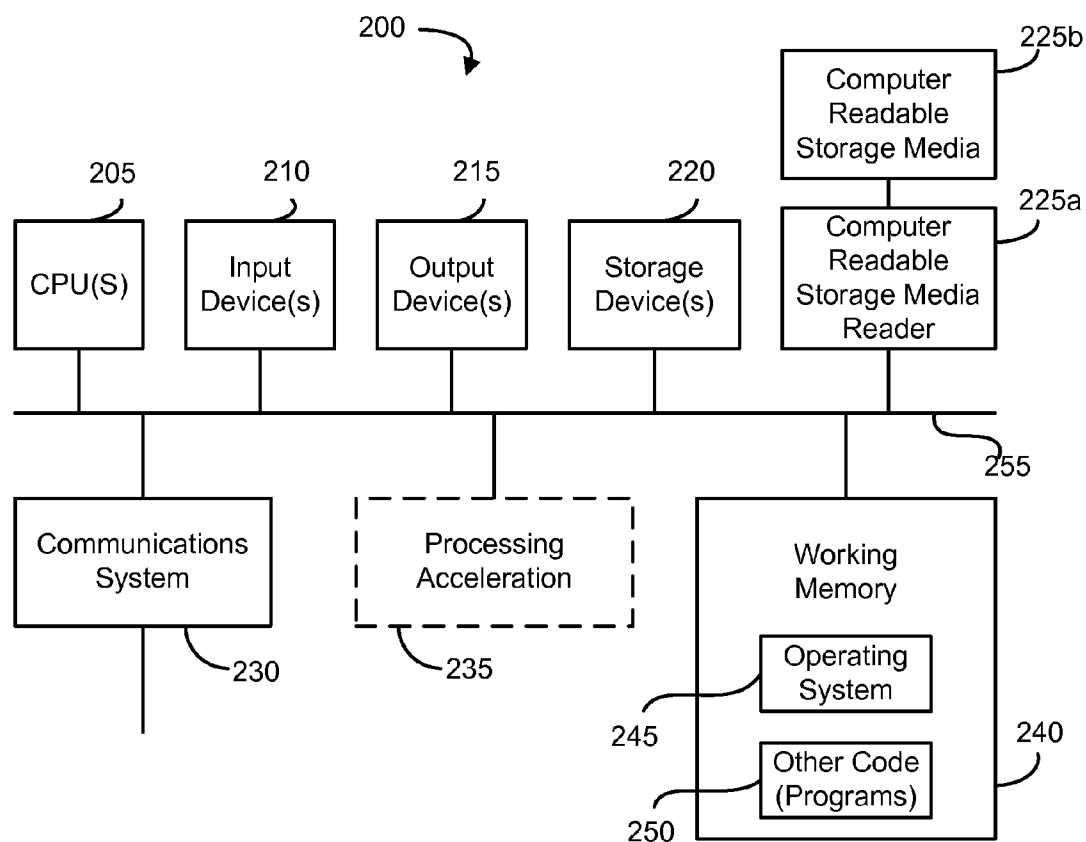 200
225b
Computer
Readable
Storage Media
205
210
215
220
225a
CPU(S)
Input
Device(s)
Output
Device(s)
Storage
Device(s)
Computer
Readable
Storage Media
Reader
255
Communications
System
230
Processing
Acceleration
235
Working
Memory
Operating
System
245
240
Other Code
(Programs)
250